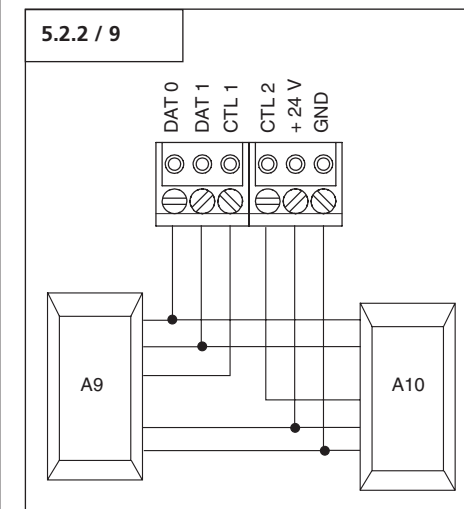 5.2.2 / 9
DAT 0
DAT 1
CTL 1
CTL 2
+ 24 V
GND
A9
A10